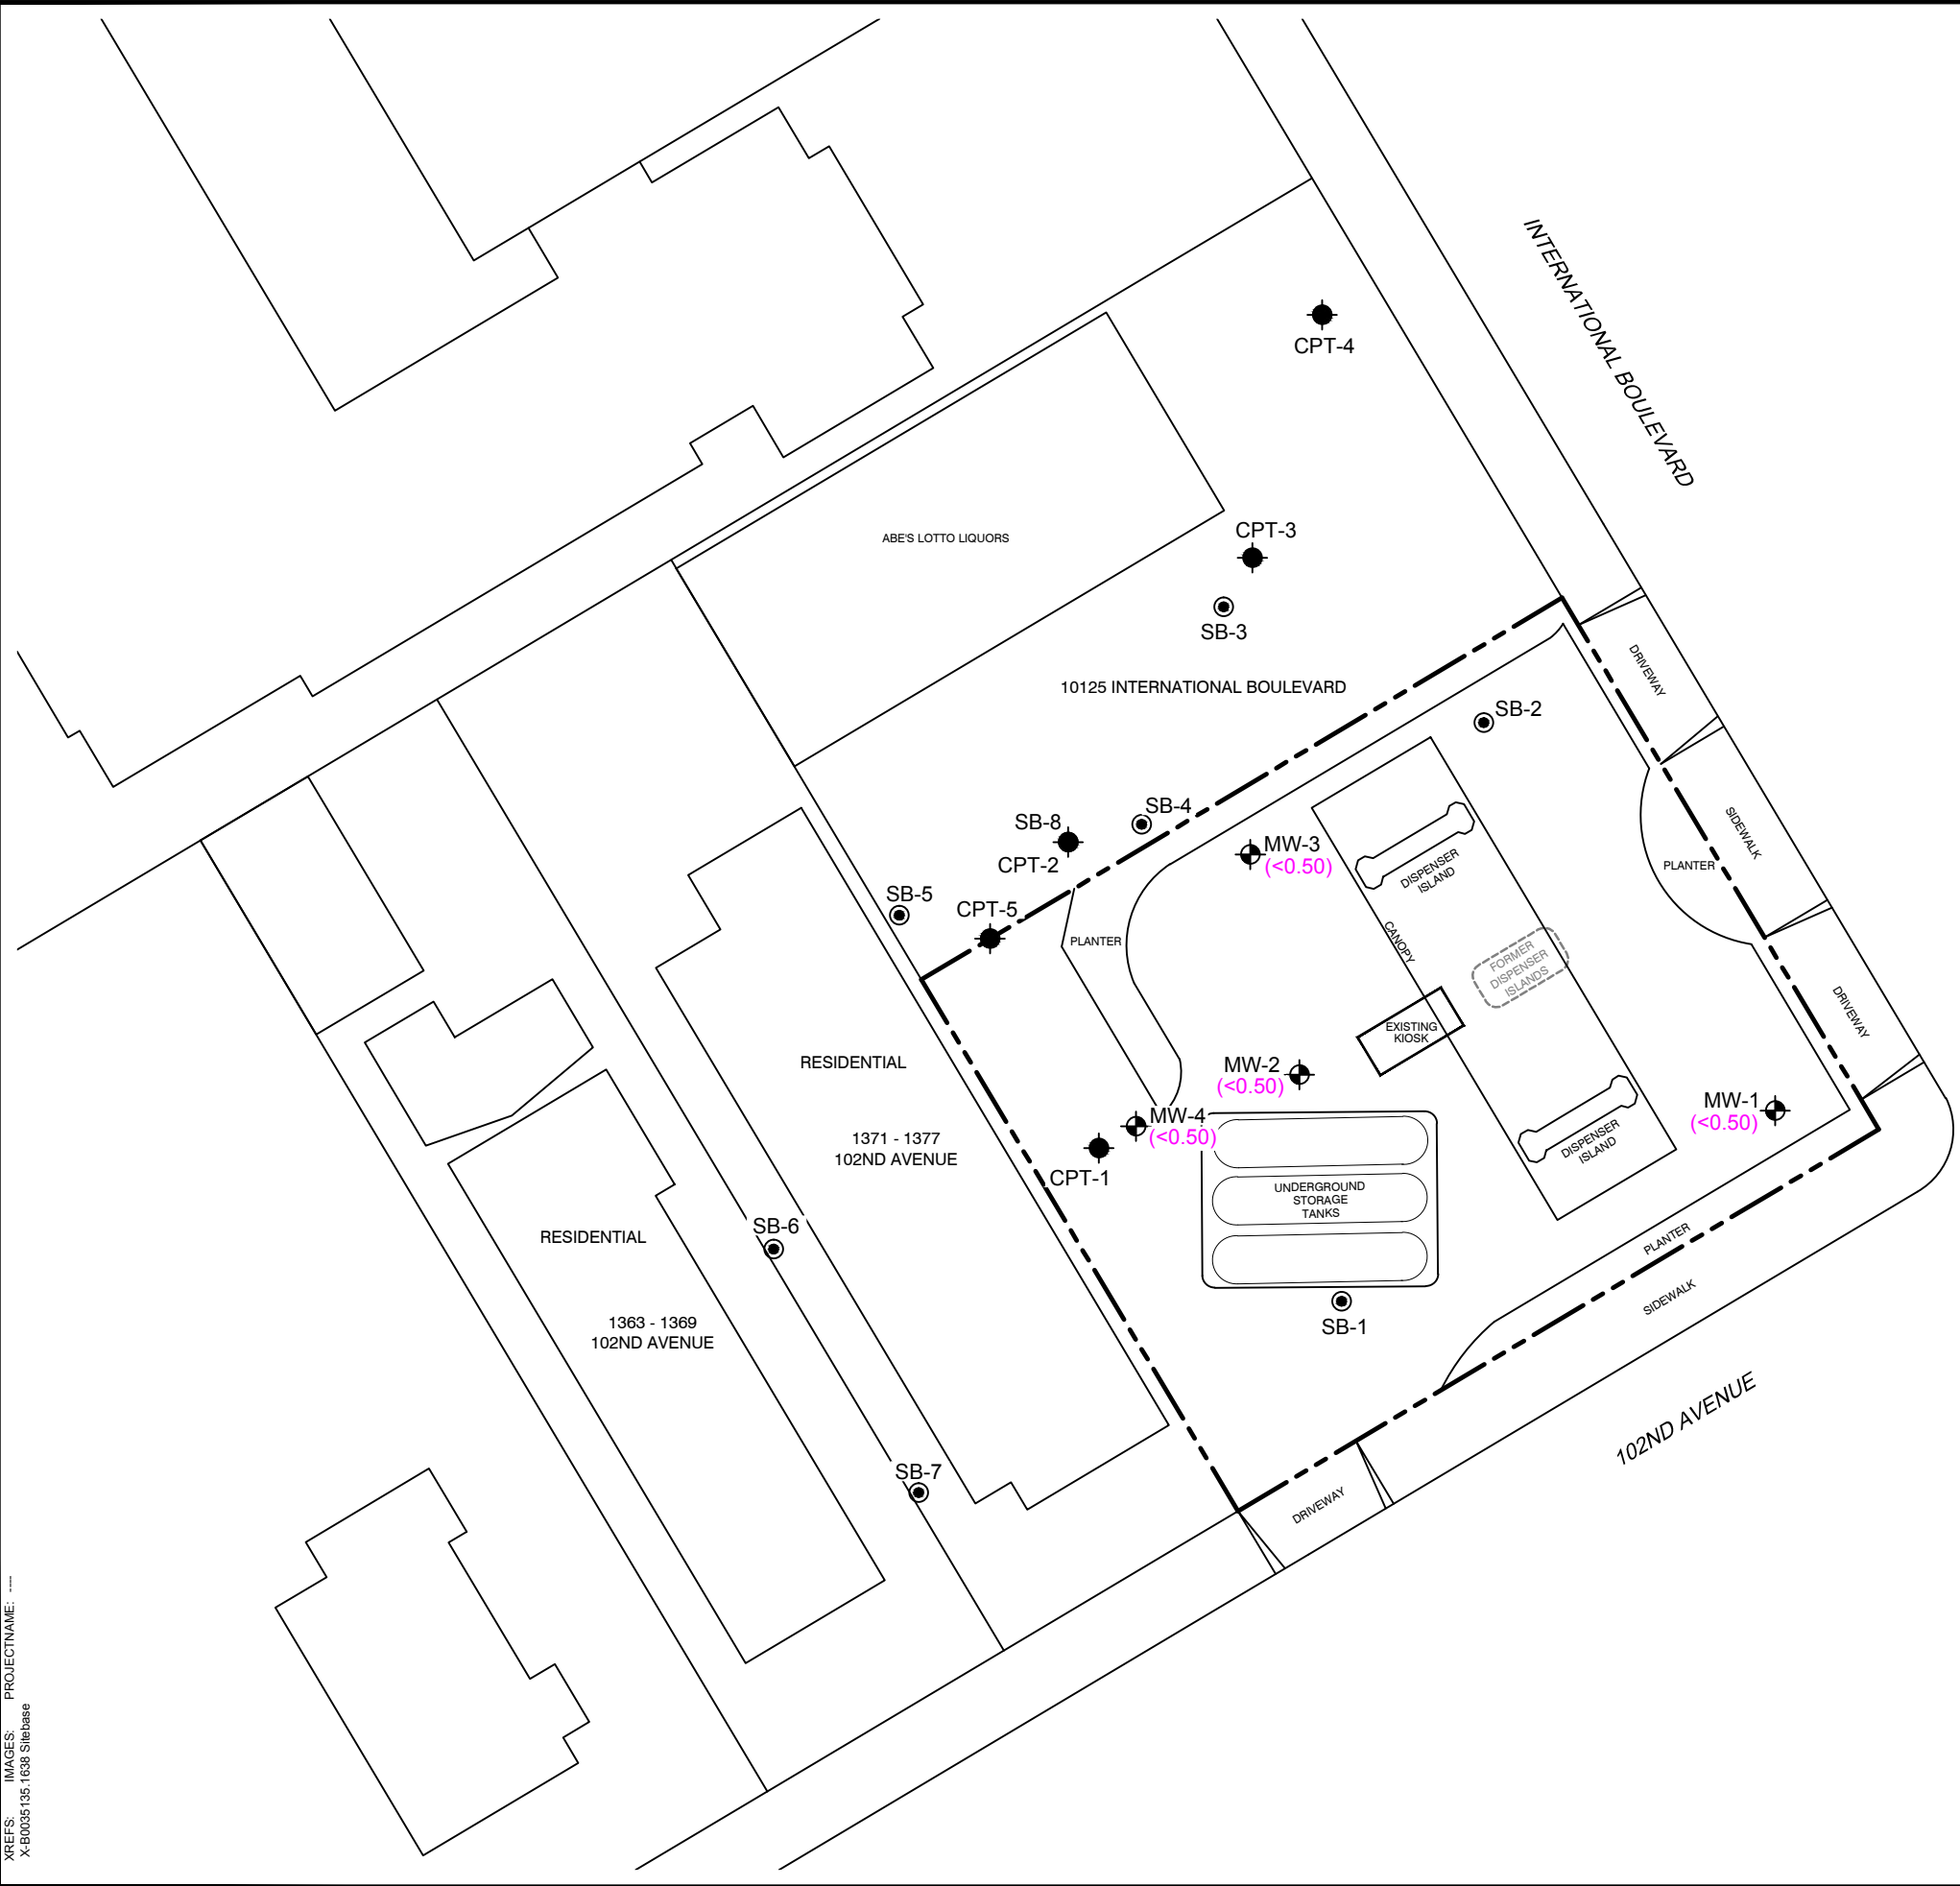 INTERNATIONAL BOULEVARD
CPT-4
CPT-3
ABE'S LOTTO LIQUORS
SB-3
10125 INTERNATIONAL BOULEVARD
DRIVEWAY
SB-2
SB-4
SB-8
CPT-2
MW-3
(<0.50)
SIDEWALK
PLANTER
DISPENSER
ISLAND
SB-5
CPT-5
PLANTER
CANOPY
FORMER
DISPENSER
ISLANDS
DRIVEWAY
EXISTING
KIOSK
RESIDENTIAL
MW-2
(<0.50)
MW-1
(<0.50)
MW-4
(<0.50)
DISPENSER
ISLAND
1371 - 1377
102ND AVENUE
CPT-1
UNDERGROUND
STORAGE
TANKS
SB-6
RESIDENTIAL
PLANTER
SIDEWALK
1363 - 1369
102ND AVENUE
SB-1
102ND AVENUE
SB-7
DRIVEWAY
XREFS: IMAGES: PROJECTNAME: ----
X-B0035135.1638 Sitebase